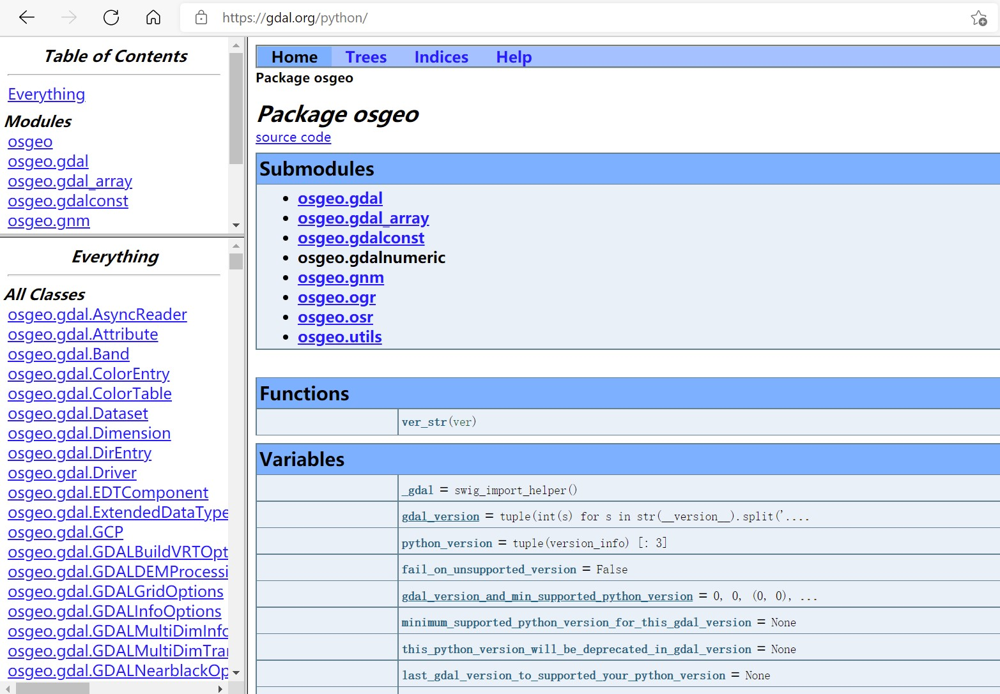 https://gdal.org/python/
Table of Contents
Everything
Modules
osgeo
osgeo.gdal
osgeo.gdal_array
osgeo.gdalconst
osgeo.gnm
Everything
All Classes
osgeo.gdal.AsyncReader
osgeo.gdal.Attribute
osgeo.gdal.Band
osgeo.gdal.ColorEntry
osgeo.gdal.ColorTable
osgeo.gdal.Dataset
osgeo.gdal.Dimension
osgeo.gdal.DirEntry
osgeo.gdal.Driver
osgeo.gdal.EDTComponent
osgeo.gdal.ExtendedDataType
osgeo.gdal.GCP
osgeo.gdal.GDALBuildVRTOpt
osgeo.gdal.GDALDEMProcessi
osgeo.gdal.GDALGridOptions
osgeo.gdal.GDALInfoOptions
osgeo.gdal.GDALMultiDimInfo
osgeo.gdal.GDALMultiDimTra
osgeo.gdal.GDALNearblackOp
Home Trees Indices Help
Package osgeo
Package osgeo
source code
Submodules
• osgeo.gdal
• osgeo.gdal_array
• osgeo.gdalconst
• osgeo.gdalnumeric
• osgeo.gnm
• osgeo.ogr
• osgeo.osr
• osgeo.utils
Functions
ver_str(ver)
Variables
_gdal = swig_import_helper()
gdal_version = tuple(int(s) for s in str(__version__).split('....
python_version = tuple(version_info) [: 3]
fail_on_unsupported_version = False
gdal_version_and_min_supported_python_version = 0, 0, (0, 0), ...
minimum_supported_python_version_for_this_gdal_version = None
this_python_version_will_be_deprecated_in_gdal_version = None
last_gdal_version_to_supported_your_python_version = None